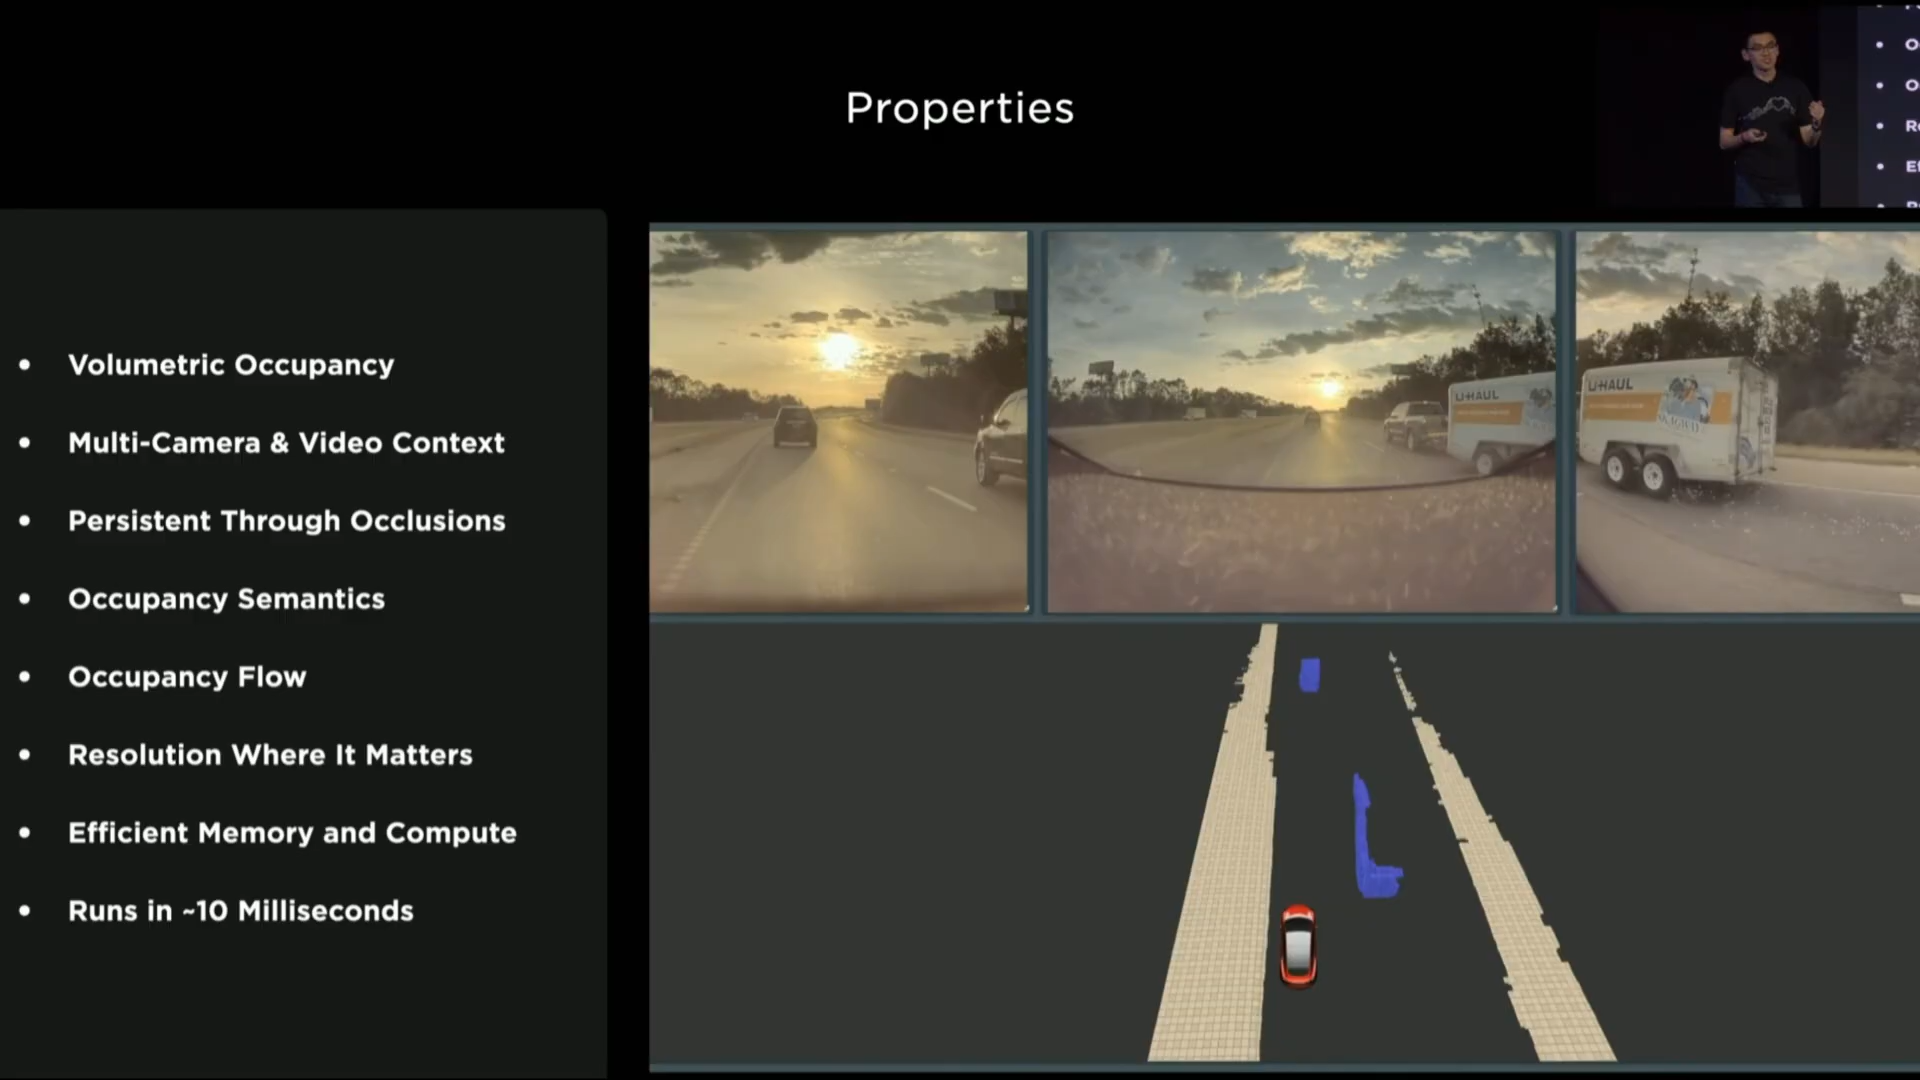 Properties
• Volumetric Occupancy
• Multi-Camera & Video Context
• Persistent Through Occlusions
• Occupancy Semantics
• Occupancy Flow
• Resolution Where It Matters
• Efficient Memory and Compute
• Runs in ~10 Milliseconds
U-HAUL
U-HAUL